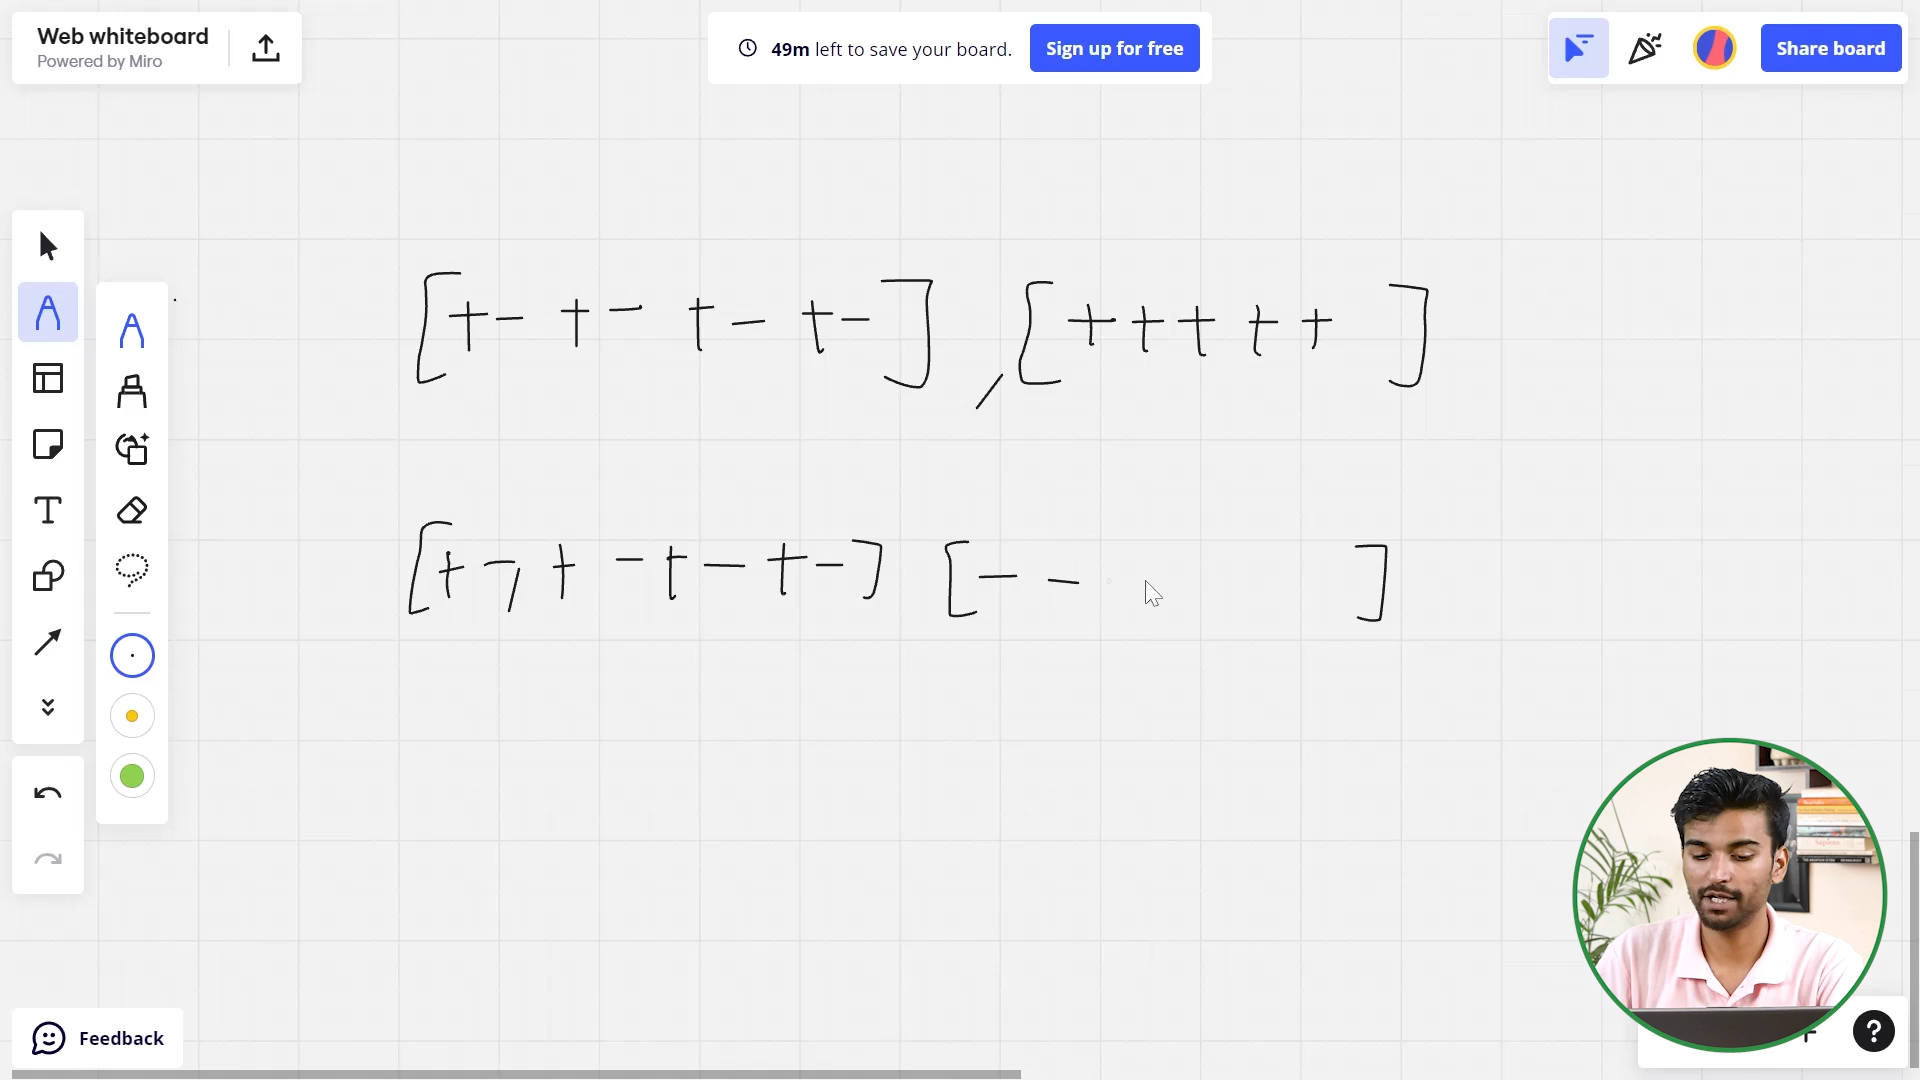 Web whiteboard
Powered by Miro
49m left to save your board.
Sign up for free
Share board
[+ - + - + - + -] , [+ + + + + ]
[+ , + - + - + -] [- - ]
Feedback